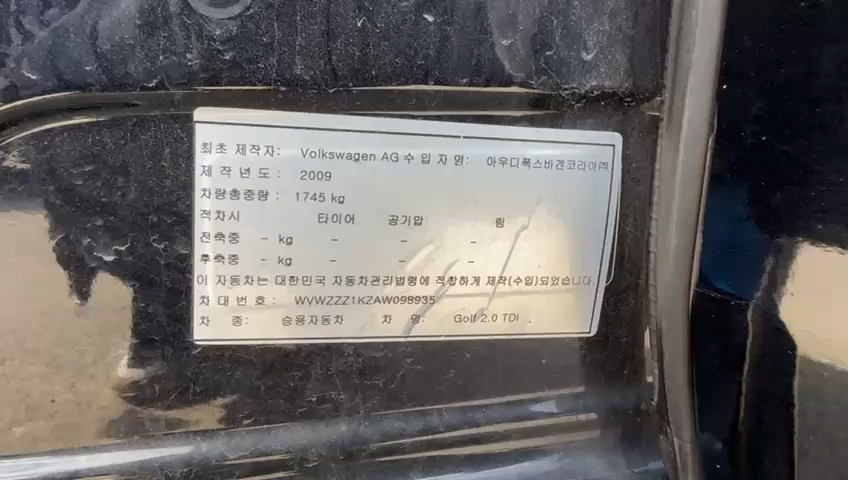 최초 제작자: Volkswagen AG 수 입 자 명: 아우디폭스바겐코리아㈜
제 작 년 도 : 2009
차량총중량 : 1745 kg
적차시 타이어 공기압 림
전축중 - kg - - -
후축중 - kg - - -
이 자동차는 대한민국 자동차관리법령에 적합하게 제작(수입)되었습니다.
차 대 번 호 : WVWZZZ1KZAW098935
차 종: 승용자동차 차 명: Golf 2.0 TDI .